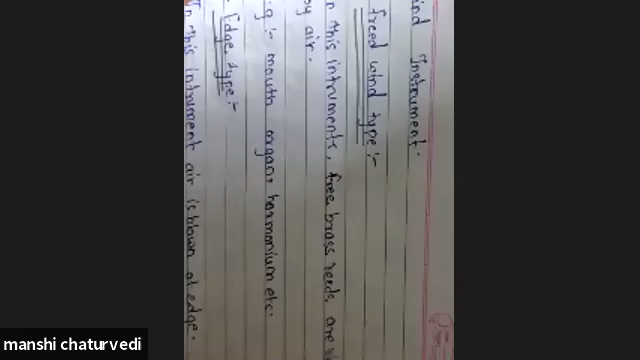 ind Instrument.
freed wind type :-
n this intruments, free brass reeds are
by air.
g :- mouth organ, harmonium etc.
Edge type :-
In this intrument air is blown at edge.
manshi chaturvedi